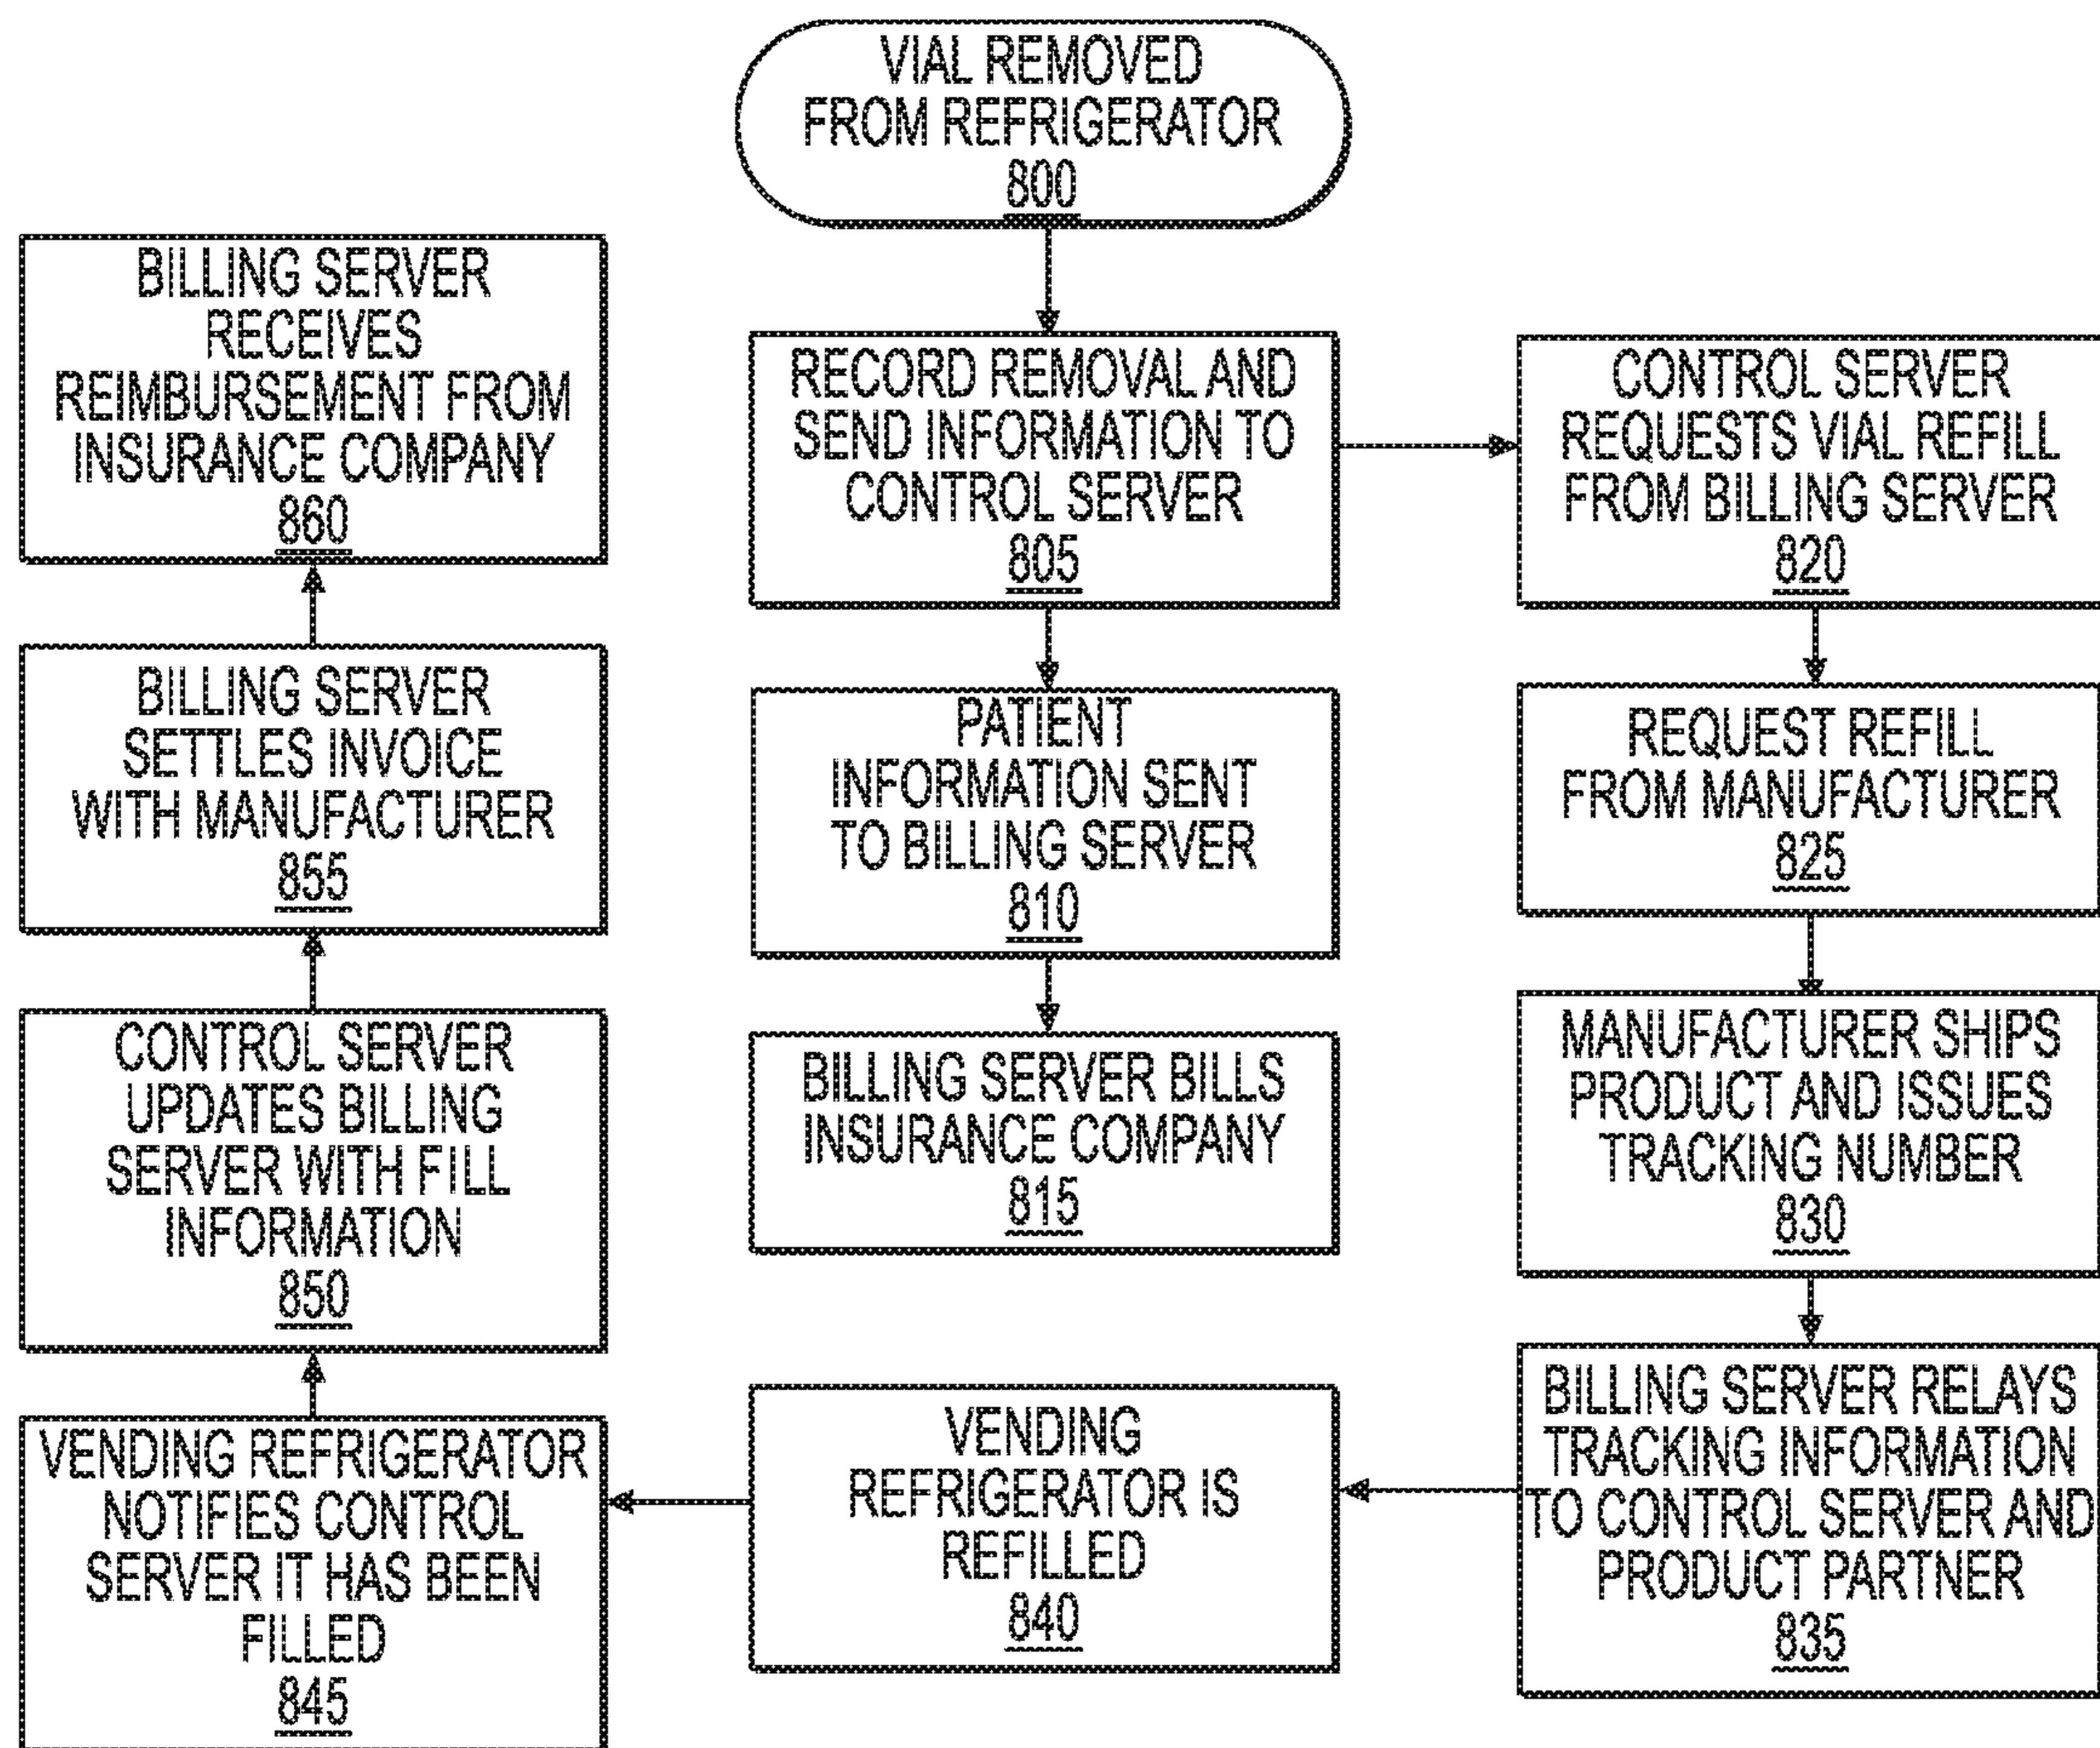 VIAL REMOVED
FROM REFRIGERATOR
800
RECORD REMOVAL AND
SEND INFORMATION TO
CONTROL SERVER
805
PATIENT
INFORMATION SENT
TO BILLING SERVER
810
BILLING SERVER BILLS
INSURANCE COMPANY
815
CONTROL SERVER
REQUESTS VIAL REFILL
FROM BILLING SERVER
820
REQUEST REFILL
FROM MANUFACTURER
825
MANUFACTURER SHIPS
PRODUCT AND ISSUES
TRACKING NUMBER
830
BILLING SERVER RELAYS
TRACKING INFORMATION
TO CONTROL SERVER AND
PRODUCT PARTNER
835
VENDING
REFRIGERATOR IS
REFILLED
840
VENDING REFRIGERATOR
NOTIFIES CONTROL
SERVER IT HAS BEEN
FILLED
845
CONTROL SERVER
UPDATES BILLING
SERVER WITH FILL
INFORMATION
850
BILLING SERVER
SETTLES INVOICE
WITH MANUFACTURER
855
BILLING SERVER
RECEIVES
REIMBURSEMENT FROM
INSURANCE COMPANY
860